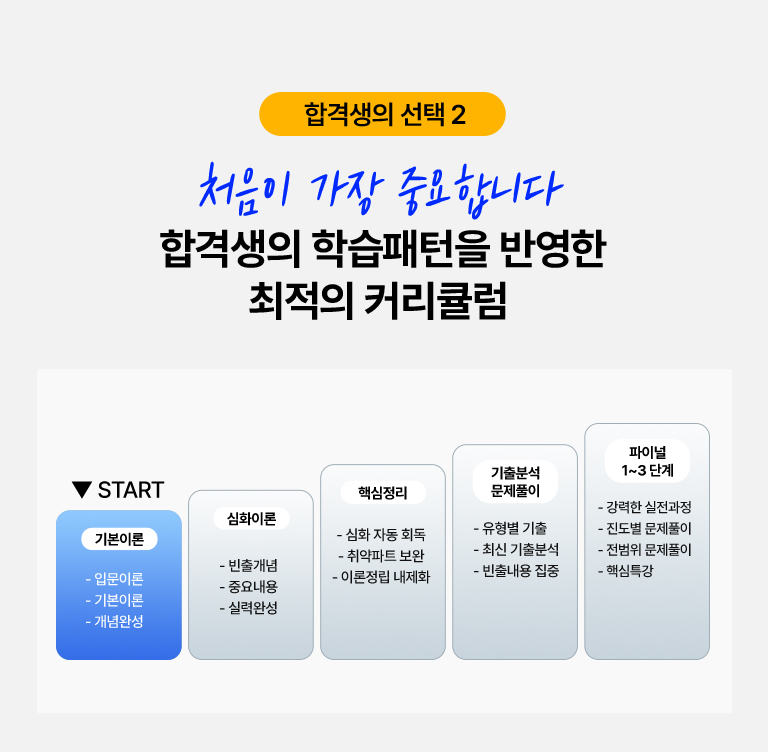 합격생의 선택 2
처음이 가장 중요합니다
합격생의 학습패턴을 반영한
최적의 커리큘럼
▼ START
기본이론
- 입문이론
- 기본이론
- 개념완성
심화이론
- 빈출개념
- 중요내용
- 실력완성
핵심정리
- 심화 자동 회독
- 취약파트 보완
- 이론정립 내제화
기출분석
문제풀이
- 유형별 기출
- 최신 기출분석
- 빈출내용 집중
파이널
1~3 단계
- 강력한 실전과정
- 진도별 문제풀이
- 전범위 문제풀이
- 핵심특강